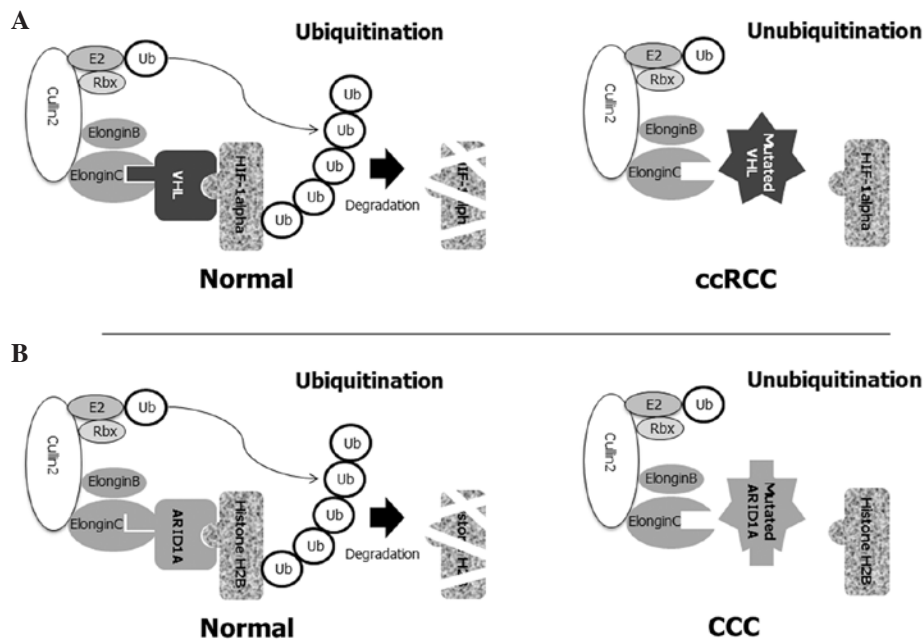 A
Ubiquitination
Unubiquitination
E2
Ub
Rbx
Cullin2
ElonginB
ElonginC
VHL
HIF-1alpha
Ub
Ub
Ub
Ub
Ub
Degradation
Normal
E2
Ub
Rbx
Cullin2
ElonginB
ElonginC
Mutated
VHL
HIF-1alpha
ccRCC
B
Ubiquitination
Unubiquitination
E2
Ub
Rbx
Cullin2
ElonginB
ElonginC
ARID1A
Histone H2B
Ub
Ub
Ub
Ub
Ub
Degradation
Normal
E2
Ub
Rbx
Cullin2
ElonginB
ElonginC
Mutated
ARID1A
Histone H2B
CCC